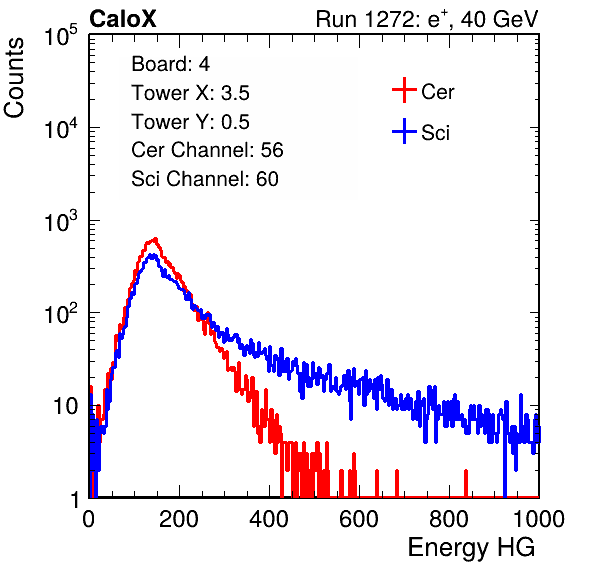 CaloX Run 1272: e⁺, 40 GeV
Board: 4
Tower X: 3.5
Tower Y: 0.5
Cer Channel: 56
Sci Channel: 60
Cer
Sci
Counts
10⁵
10⁴
10³
10²
10
1
0 200 400 600 800 1000
Energy HG